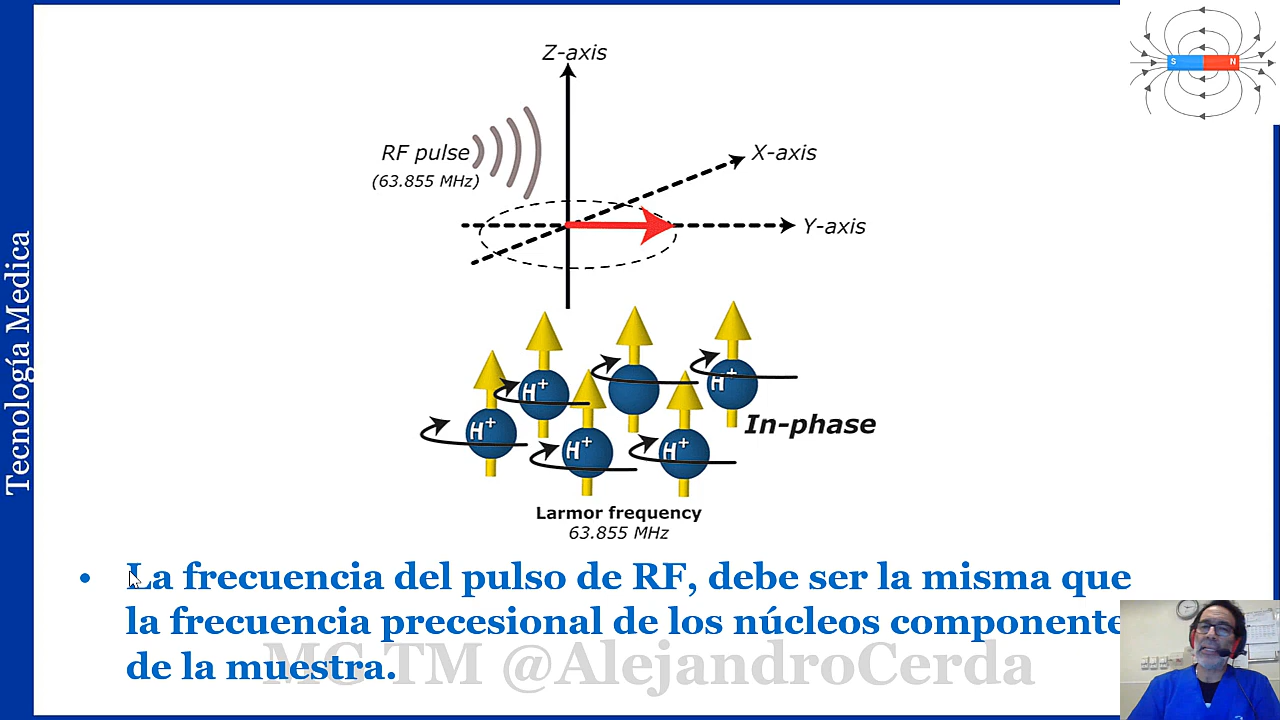 Z-axis
S N
RF pulse
(63.855 MHz)
X-axis
Y-axis
Tecnología Medica
H+
H+
H+
H+
H+
In-phase
Larmor frequency
63.855 MHz
• La frecuencia del pulso de RF, debe ser la misma que
la frecuencia precesional de los núcleos componente
de la muestra.
MG TM @AlejandroCerda